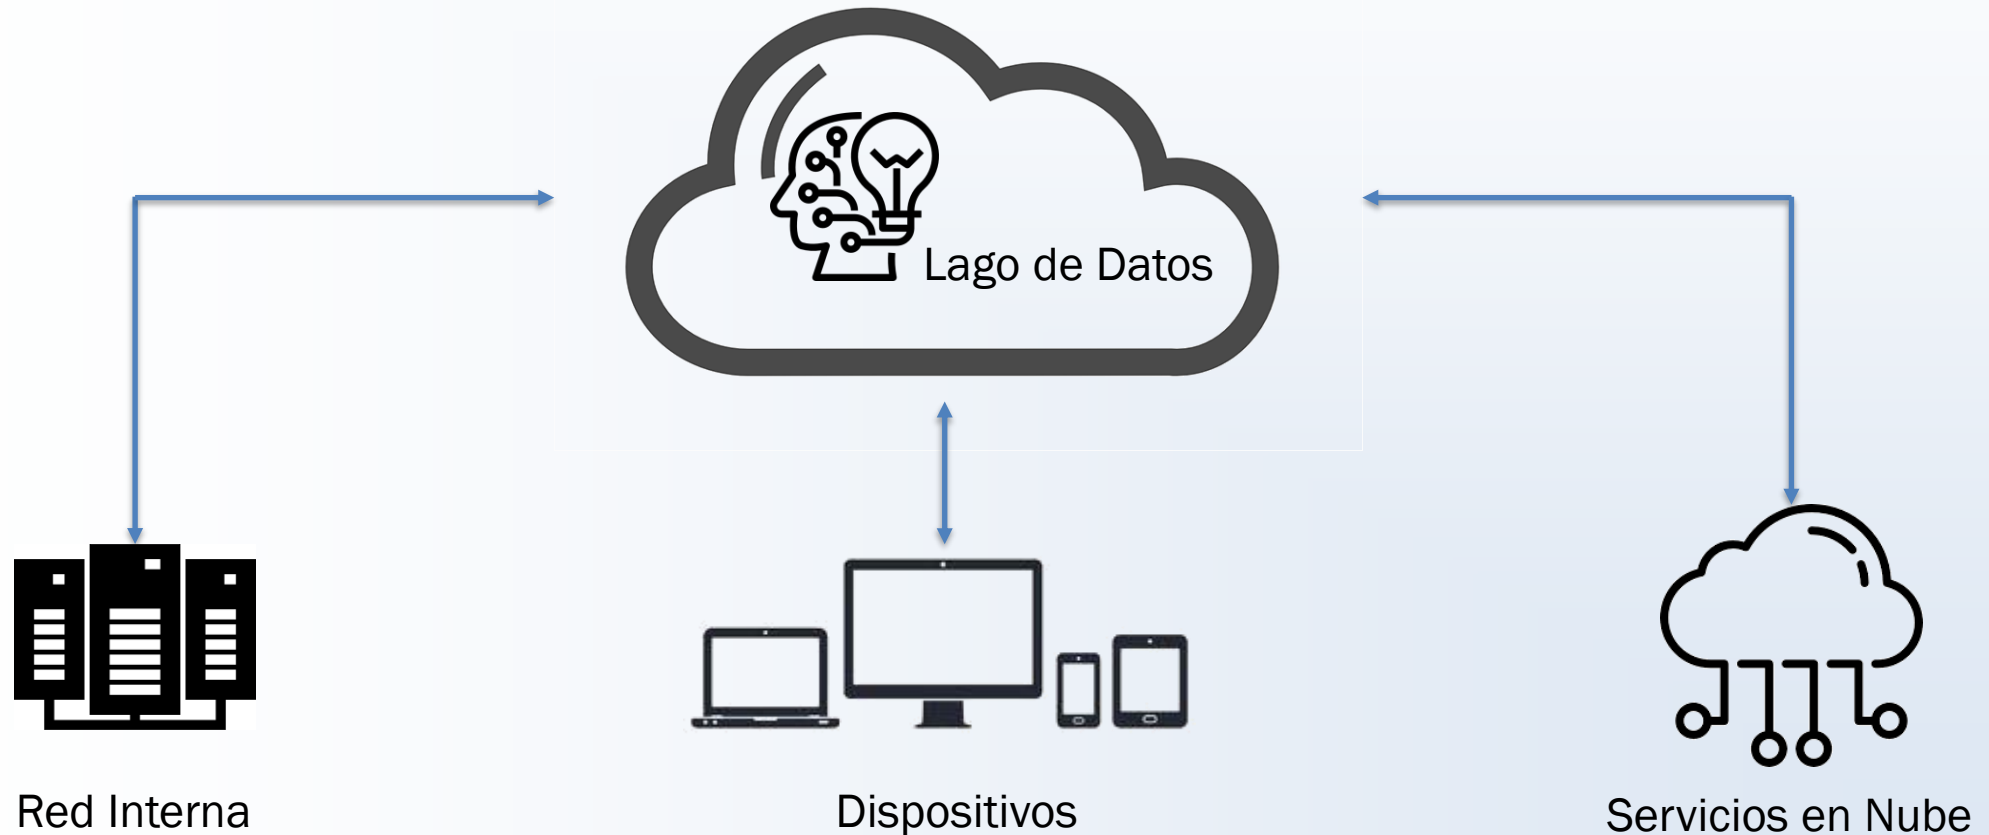 Lago de Datos
Red Interna
Dispositivos
Servicios en Nube